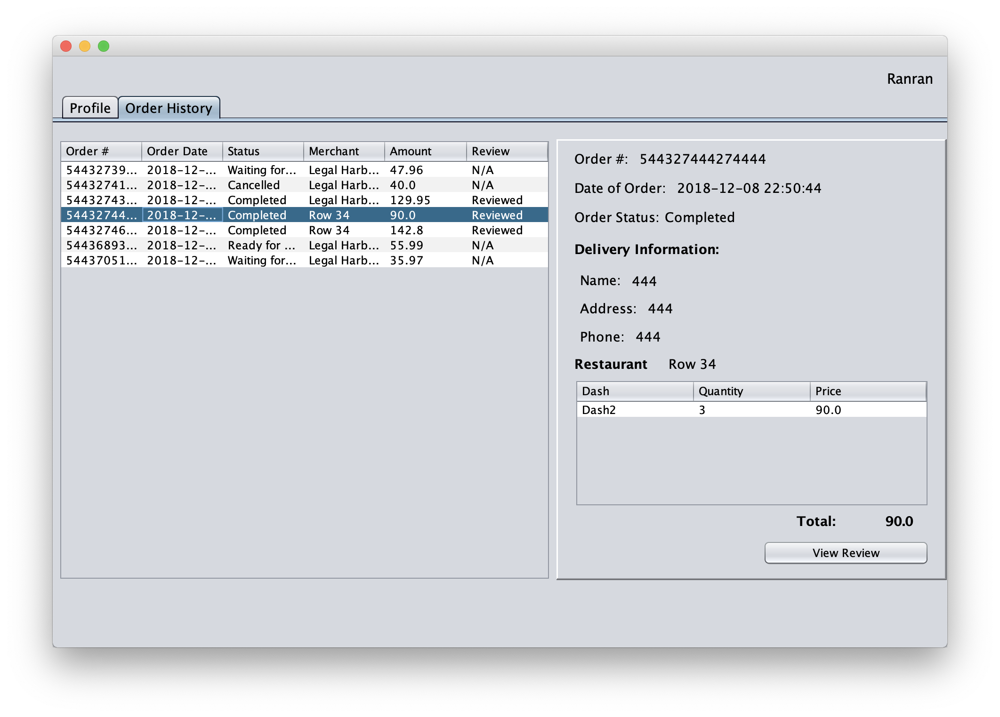 Ranran
Profile Order History
Order # Order Date Status Merchant Amount Review
54432739... 2018-12-... Waiting for... Legal Harb... 47.96 N/A
54432741... 2018-12-... Cancelled Legal Harb... 40.0 N/A
54432743... 2018-12-... Completed Legal Harb... 129.95 Reviewed
54432744... 2018-12-... Completed Row 34 90.0 Reviewed
54432746... 2018-12-... Completed Row 34 142.8 Reviewed
54436893... 2018-12-... Ready for ... Legal Harb... 55.99 N/A
54437051... 2018-12-... Waiting for... Legal Harb... 35.97 N/A
Order #: 544327444274444
Date of Order: 2018-12-08 22:50:44
Order Status: Completed
Delivery Information:
Name: 444
Address: 444
Phone: 444
Restaurant Row 34
Dash Quantity Price
Dash2 3 90.0
Total: 90.0
View Review